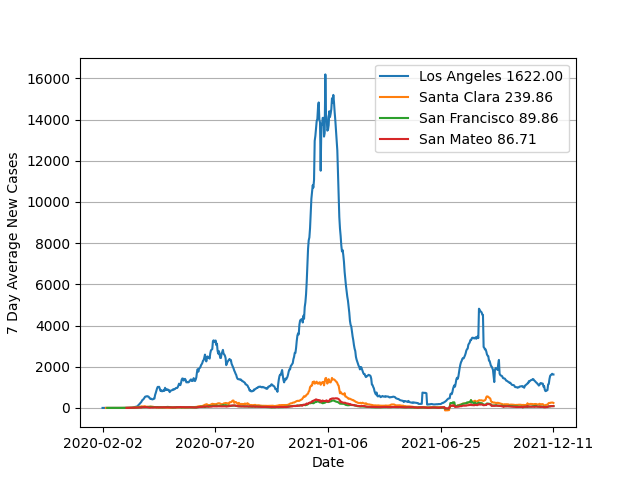 16000
14000
12000
10000
8000
6000
4000
2000
0
7 Day Average New Cases
Los Angeles 1622.00
Santa Clara 239.86
San Francisco 89.86
San Mateo 86.71
2020-02-02 2020-07-20 2021-01-06 2021-06-25 2021-12-11
Date